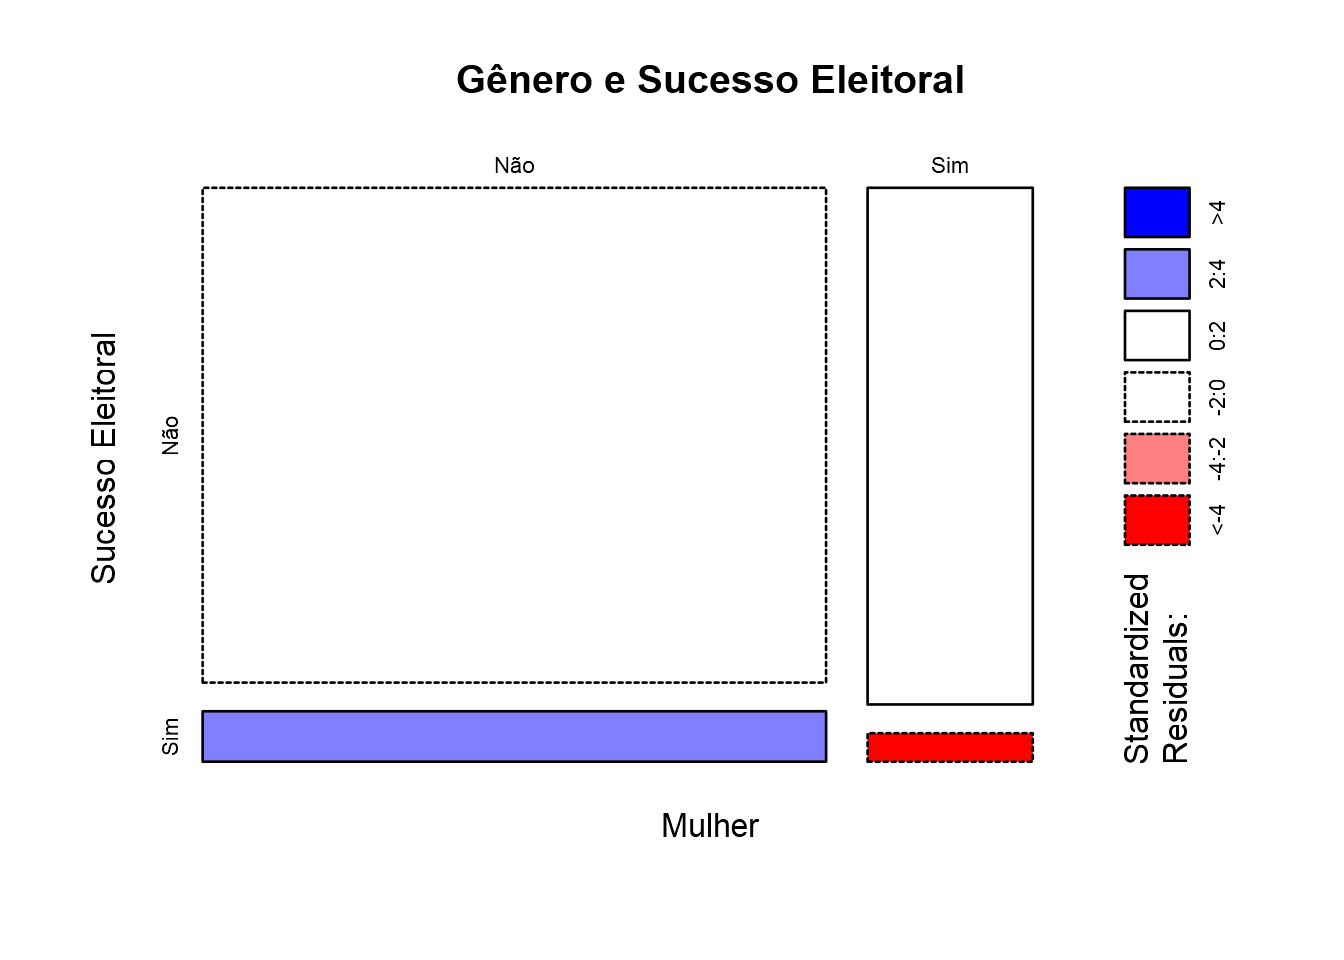 Gênero e Sucesso Eleitoral
Não
Sim
Sucesso Eleitoral
Não
Sim
Mulher
>4
2:4
0:2
-2:0
-4:-2
<-4
Standardized
Residuals: